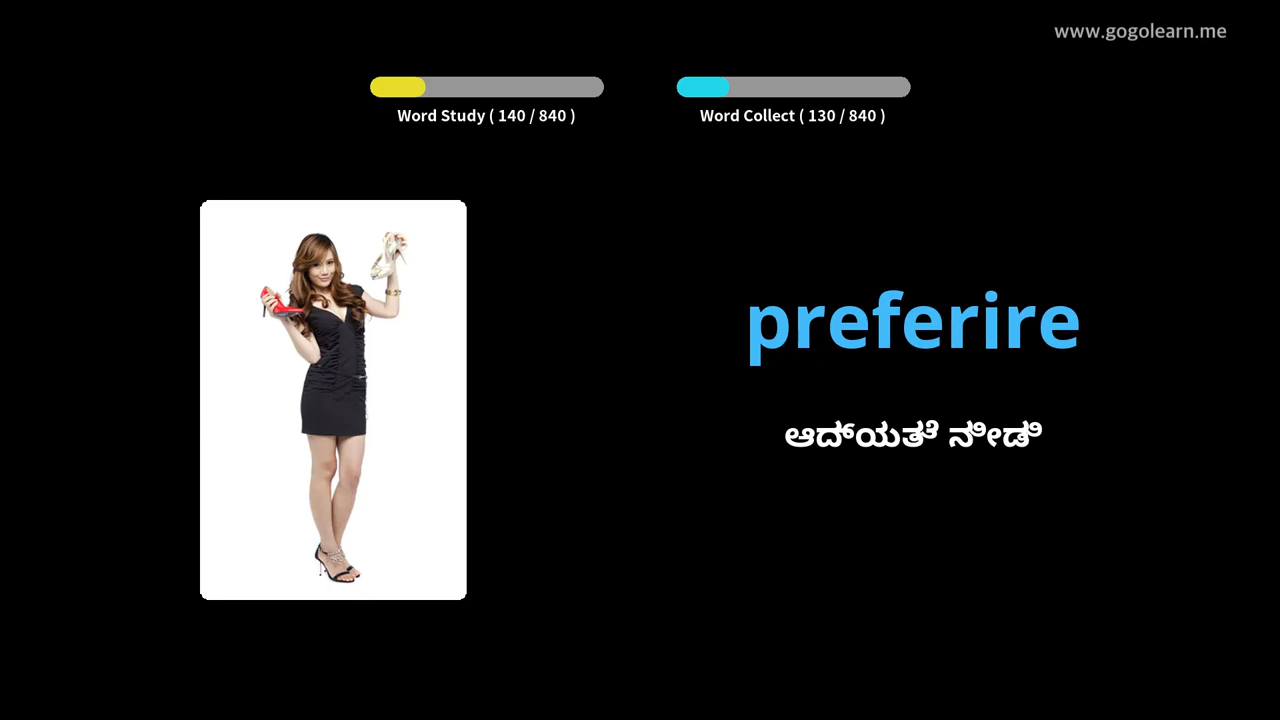 www.gogolearn.me
Word Study ( 140 / 840 )
Word Collect ( 130 / 840 )
preferire
ಆದ್ಯತೆ ನೀಡಿ